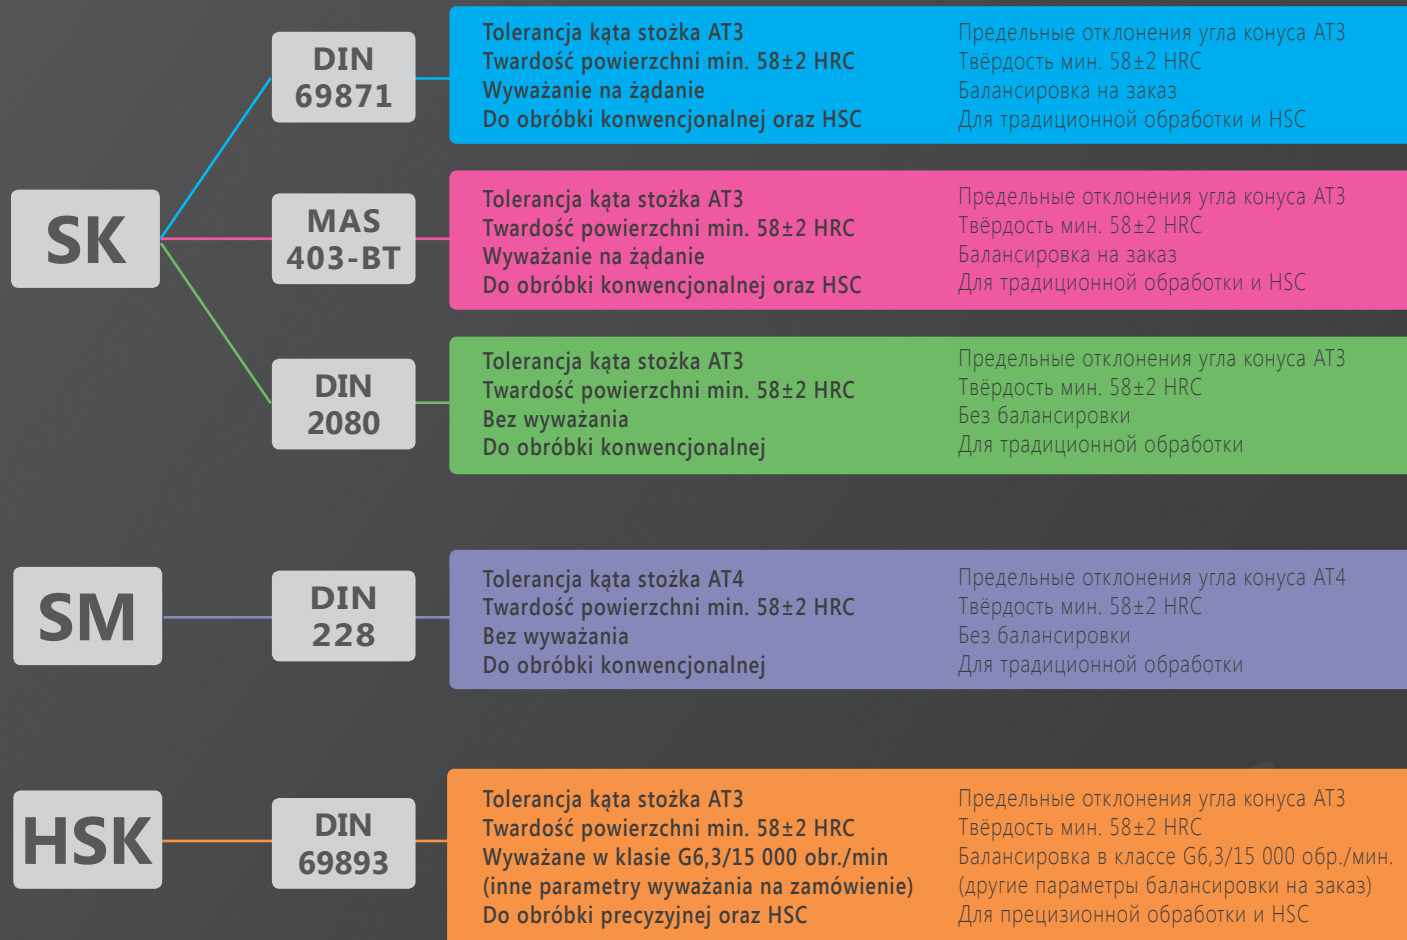 SK
DIN
69871
Tolerancja kąta stożka AT3
Twardość powierzchni min. 58±2 HRC
Wyważanie na żądanie
Do obróbki konwencjonalnej oraz HSC
Предельные отклонения угла конуса АТ3
Твёрдость мин. 58±2 HRC
Балансировка на заказ
Для традиционной обработки и HSC
MAS
403-BT
Tolerancja kąta stożka AT3
Twardość powierzchni min. 58±2 HRC
Wyważanie na żądanie
Do obróbki konwencjonalnej oraz HSC
Предельные отклонения угла конуса АТ3
Твёрдость мин. 58±2 HRC
Балансировка на заказ
Для традиционной обработки и HSC
DIN
2080
Tolerancja kąta stożka AT3
Twardość powierzchni min. 58±2 HRC
Bez wyważania
Do obróbki konwencjonalnej
Предельные отклонения угла конуса АТ3
Твёрдость мин. 58±2 HRC
Без балансировки
Для традиционной обработки
SM
DIN
228
Tolerancja kąta stożka AT4
Twardość powierzchni min. 58±2 HRC
Bez wyważania
Do obróbki konwencjonalnej
Предельные отклонения угла конуса АТ4
Твёрдость мин. 58±2 HRC
Без балансировки
Для традиционной обработки
HSK
DIN
69893
Tolerancja kąta stożka AT3
Twardość powierzchni min. 58±2 HRC
Wyważane w klasie G6,3/15 000 obr./min
(inne parametry wyważania na zamówienie)
Do obróbki precyzyjnej oraz HSC
Предельные отклонения угла конуса АТ3
Твёрдость мин. 58±2 HRC
Балансировка в классе G6,3/15 000 обр./мин.
(другие параметры балансировки на заказ)
Для прецизионной обработки и HSC